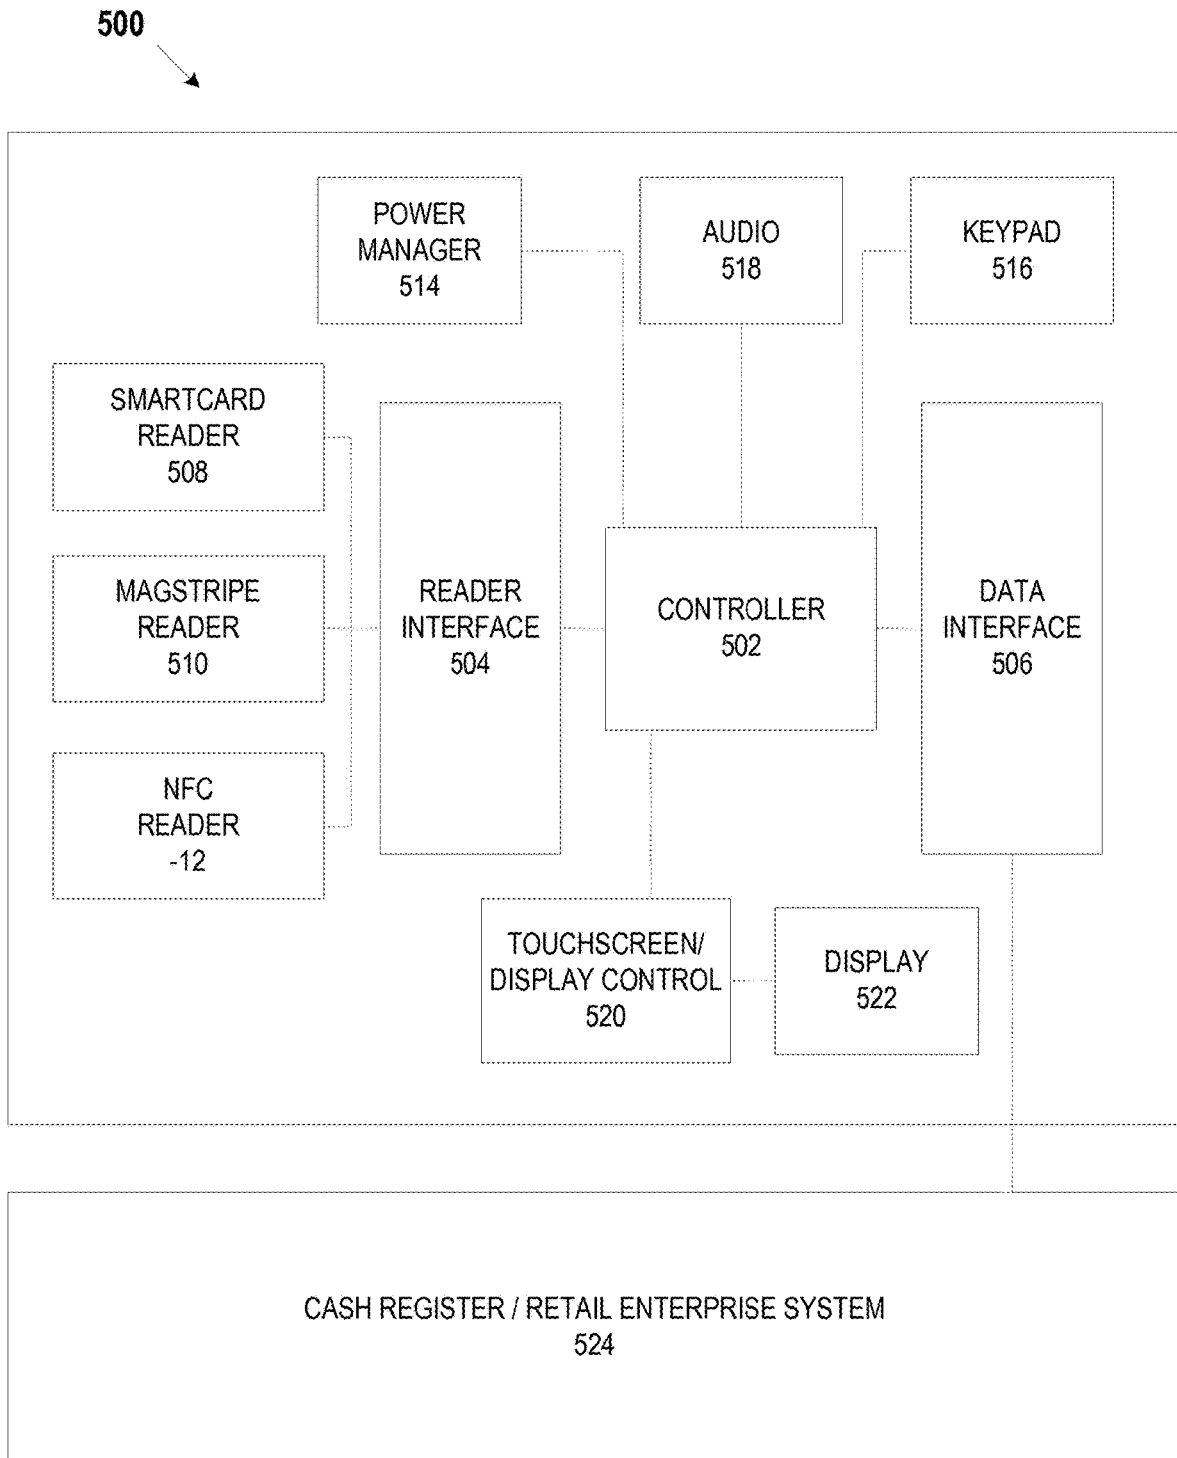 500
POWER
MANAGER
514
AUDIO
518
KEYPAD
516
SMARTCARD
READER
508
MAGSTRIPE
READER
510
NFC
READER
-12
READER
INTERFACE
504
CONTROLLER
502
DATA
INTERFACE
506
TOUCHSCREEN/
DISPLAY CONTROL
520
DISPLAY
522
CASH REGISTER / RETAIL ENTERPRISE SYSTEM
524